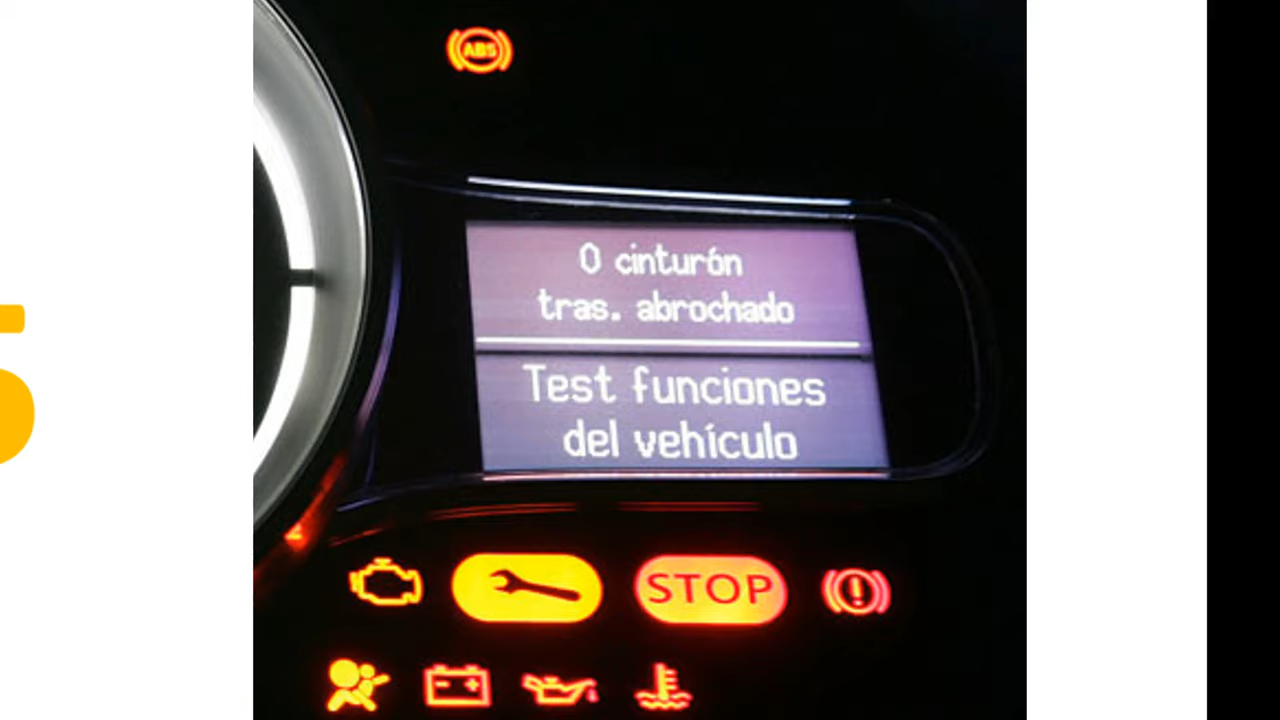 ABS
0 cinturón
tras. abrochado
Test funciones
del vehículo
STOP